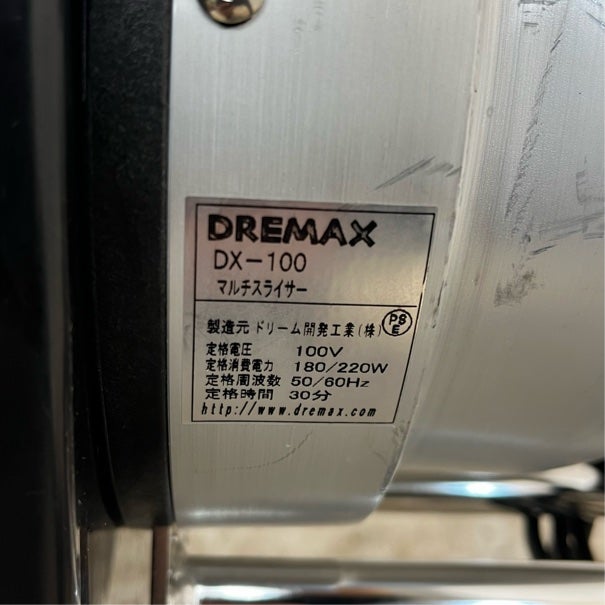 DREMAX
DX-100
マルチスライサー
製造元 ドリーム開発工業(株)
PS
E
定格電圧 100V
定格消費電力 180/220W
定格周波数 50/60Hz
定格時間 30分
http://www.dremax.com